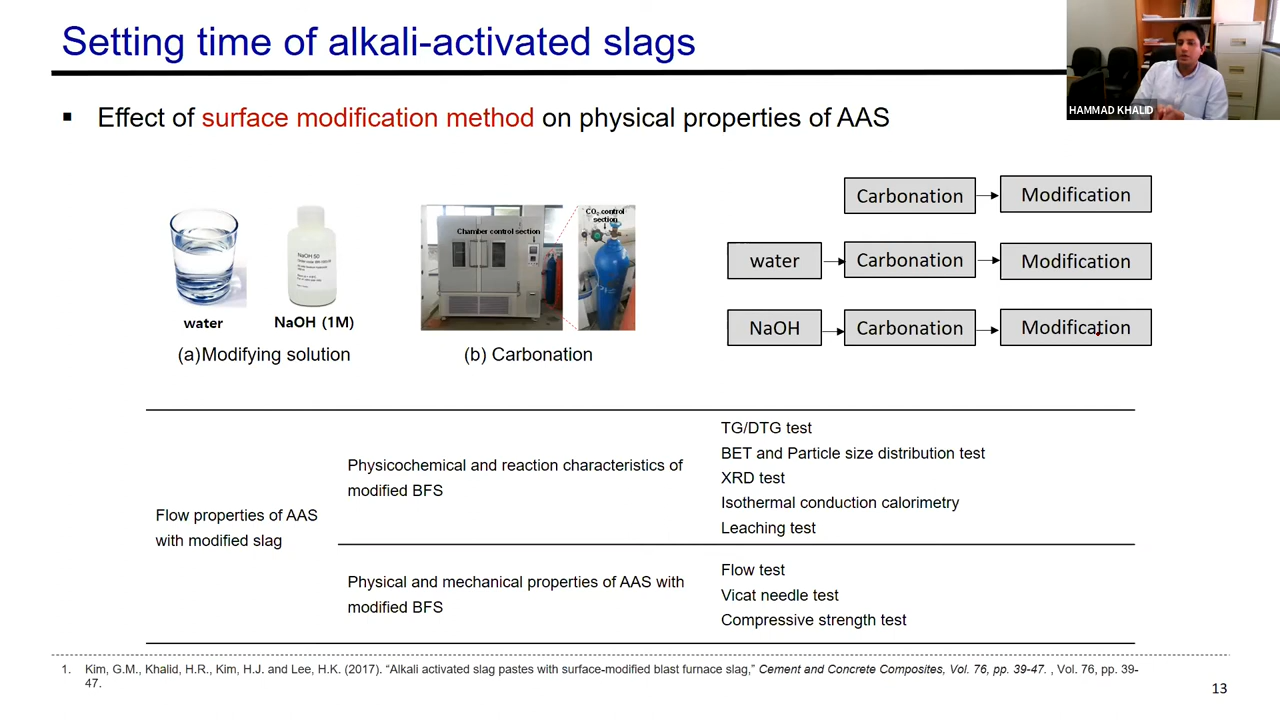 Setting time of alkali-activated slags
HAMMAD KHALID
▪ Effect of surface modification method on physical properties of AAS
water
NaOH (1M)
(a)Modifying solution
NaOH 50
Chamber control section
CO₂ control
section
(b) Carbonation
Carbonation
Modification
water
Carbonation
Modification
NaOH
Carbonation
Modification
Flow properties of AAS
with modified slag
Physicochemical and reaction characteristics of
modified BFS
TG/DTG test
BET and Particle size distribution test
XRD test
Isothermal conduction calorimetry
Leaching test
Physical and mechanical properties of AAS with
modified BFS
Flow test
Vicat needle test
Compressive strength test
1. Kim, G.M., Khalid, H.R., Kim, H.J. and Lee, H.K. (2017). “Alkali activated slag pastes with surface-modified blast furnace slag,” Cement and Concrete Composites, Vol. 76, pp. 39-47. , Vol. 76, pp. 39-
47.
13